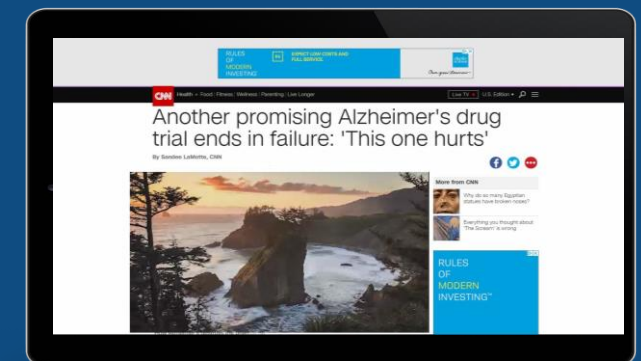 RULES
OF
MODERN
INVESTING
EXPECT LOW COSTS AND
FULL SERVICE.
CNN Health • Food | Fitness | Wellness | Parenting | Live Longer
Live TV • U.S. Edition
Another promising Alzheimer's drug
trial ends in failure: 'This one hurts'
By Sandee LaMotte, CNN
More from CNN
Why do so many Egyptian
statues have broken noses?
Everything you thought about
'The Scream' is wrong
RULES
OF
MODERN
INVESTING™